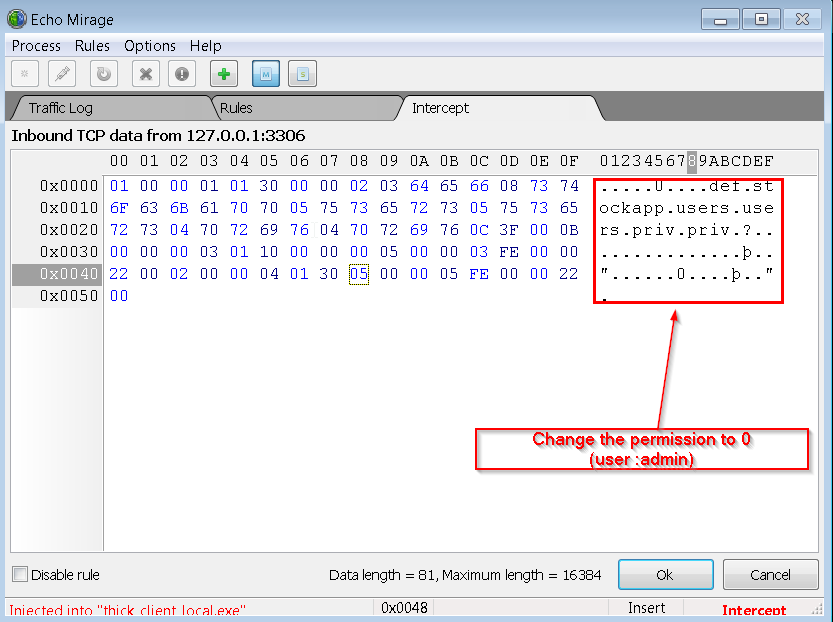 Echo Mirage
Process Rules Options Help
Traffic Log Rules Intercept
Inbound TCP data from 127.0.0.1:3306
00 01 02 03 04 05 06 07 08 09 0A 0B 0C 0D 0E 0F 0123456789ABCDEF
0x0000 01 00 00 01 01 30 00 00 02 03 64 65 66 08 73 74 .....0....def.st
0x0010 6F 63 6B 61 70 70 05 75 73 65 72 73 05 75 73 65 ockapp.users.use
0x0020 72 73 04 70 72 69 76 04 70 72 69 76 0C 3F 00 0B rs.priv.priv.?..
0x0030 00 00 00 03 01 10 00 00 00 05 00 00 03 FE 00 00 .............þ..
0x0040 22 00 02 00 00 04 01 30 05 00 00 05 FE 00 00 22 "......0....þ.."
0x0050 00 .
Change the permission to 0
(user :admin)
Disable rule Data length = 81, Maximum length = 16384 Ok Cancel
Injected into "thick_client_local.exe" 0x0048 Insert Intercept